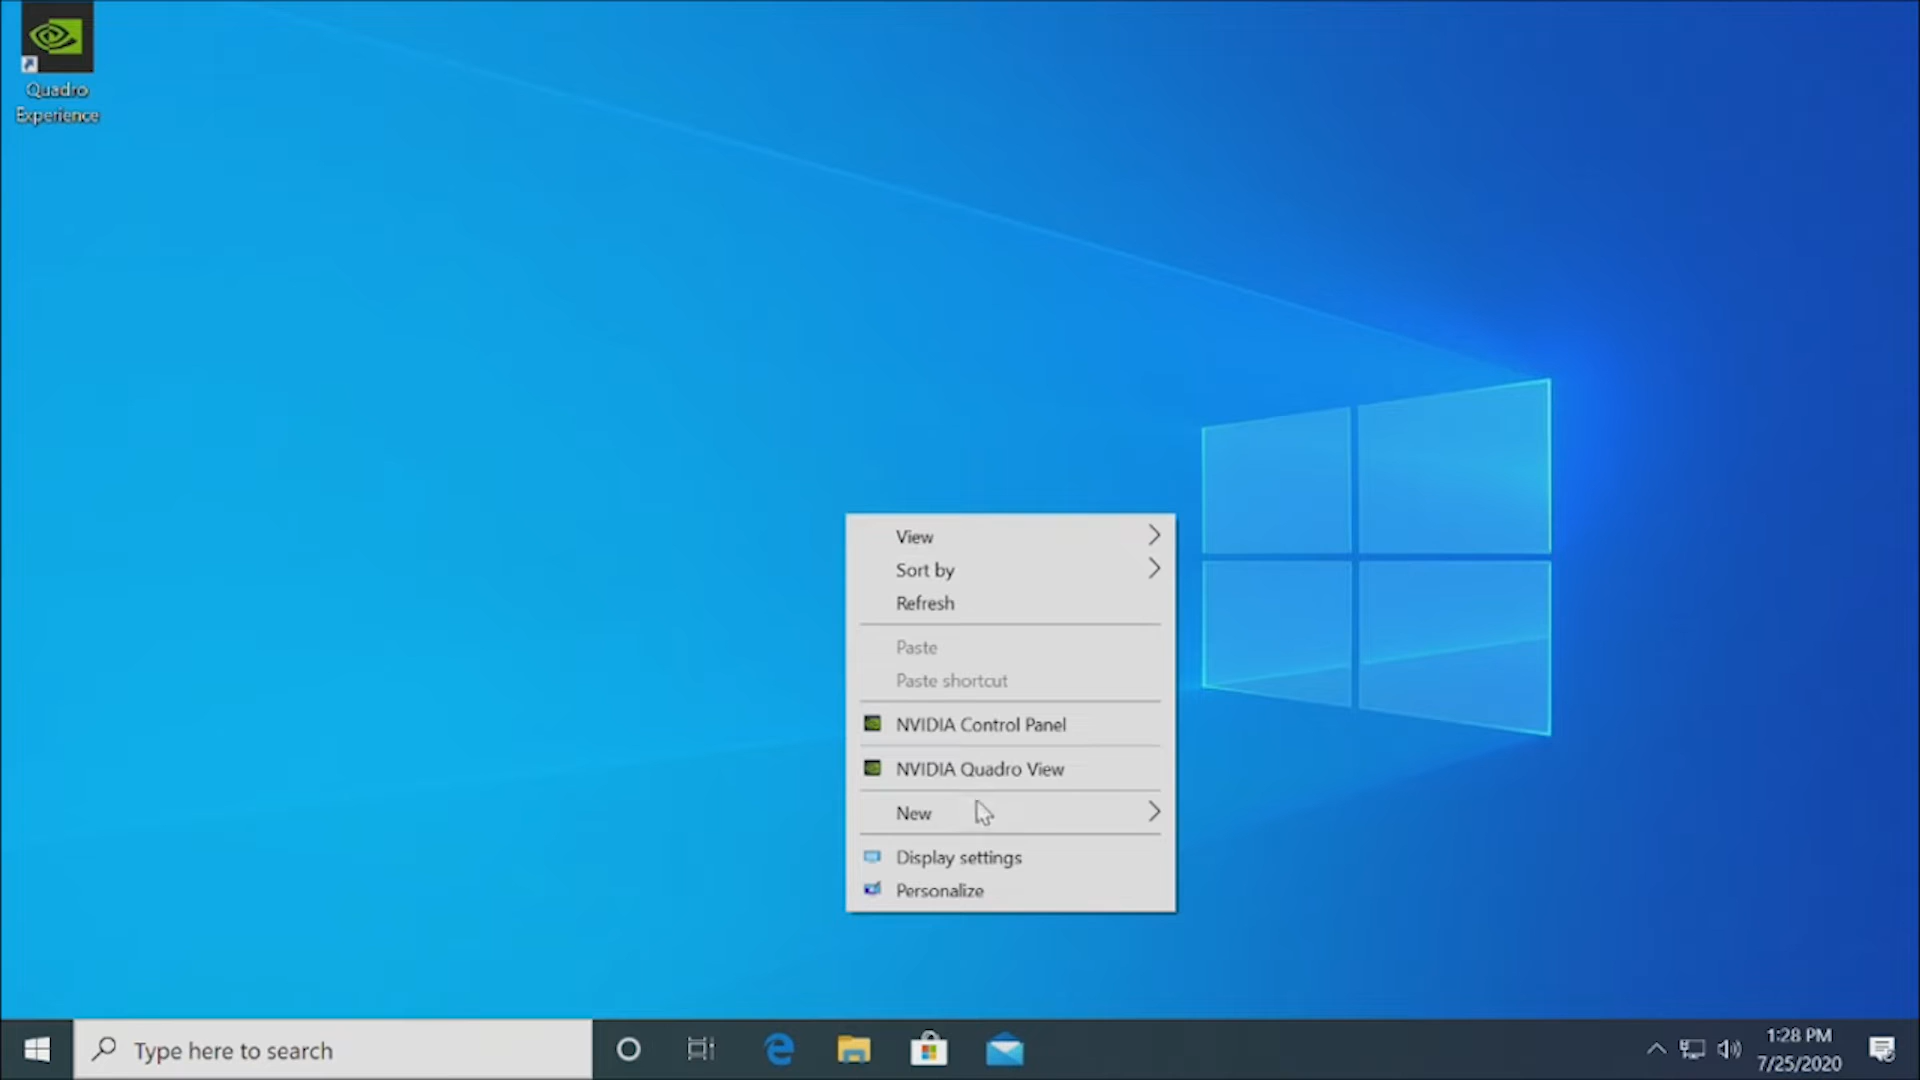 Quadro
Experience
View
Sort by
Refresh
Paste
Paste shortcut
NVIDIA Control Panel
NVIDIA Quadro View
New
Display settings
Personalize
Type here to search
1:28 PM
7/25/2020